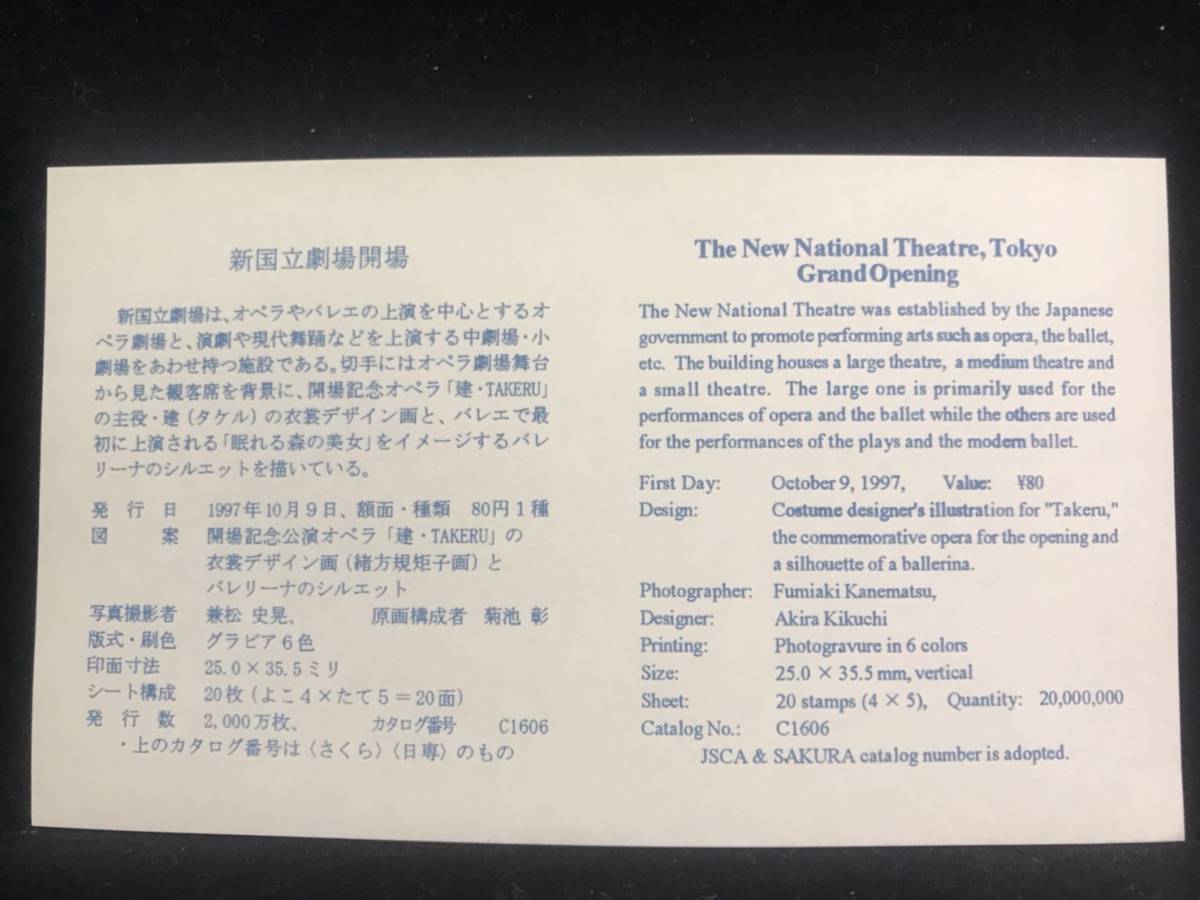 新国立劇場開場
新国立劇場は、オペラやバレエの上演を中心とするオ
ペラ劇場と、演劇や現代舞踊などを上演する中劇場・小
劇場をあわせ持つ施設である。切手にはオペラ劇場舞台
から見た観客席を背景に、開場記念オペラ「建・TAKERU」
の主役・建(タケル)の衣裳デザイン画と、バレエで最
初に上演される「眠れる森の美女」をイメージするバレ
リーナのシルエットを描いている。
発行日 1997年10月9日、額面・種類 80円1種
図案 開場記念公演オペラ「建・TAKERU」の
衣裳デザイン画(緒方規矩子画)と
バレリーナのシルエット
写真撮影者 兼松 史晃、 原画構成者 菊池 彰
版式・刷色 グラビア6色
印面寸法 25.0×35.5ミリ
シート構成 20枚(よこ4×たて5=20面)
発行数 2,000万枚、 カタログ番号 C1606
・上のカタログ番号は〈さくら〉〈日専〉のもの
The New National Theatre, Tokyo
Grand Opening
The New National Theatre was established by the Japanese
government to promote performing arts such as opera, the ballet,
etc. The building houses a large theatre, a medium theatre and
a small theatre. The large one is primarily used for the
performances of opera and the ballet while the others are used
for the performances of the plays and the modern ballet.
First Day: October 9, 1997, Value: ¥80
Design: Costume designer's illustration for "Takeru,"
the commemorative opera for the opening and
a silhouette of a ballerina.
Photographer: Fumiaki Kanematsu,
Designer: Akira Kikuchi
Printing: Photogravure in 6 colors
Size: 25.0 × 35.5 mm, vertical
Sheet: 20 stamps (4 × 5), Quantity: 20,000,000
Catalog No.: C1606
JSCA & SAKURA catalog number is adopted.